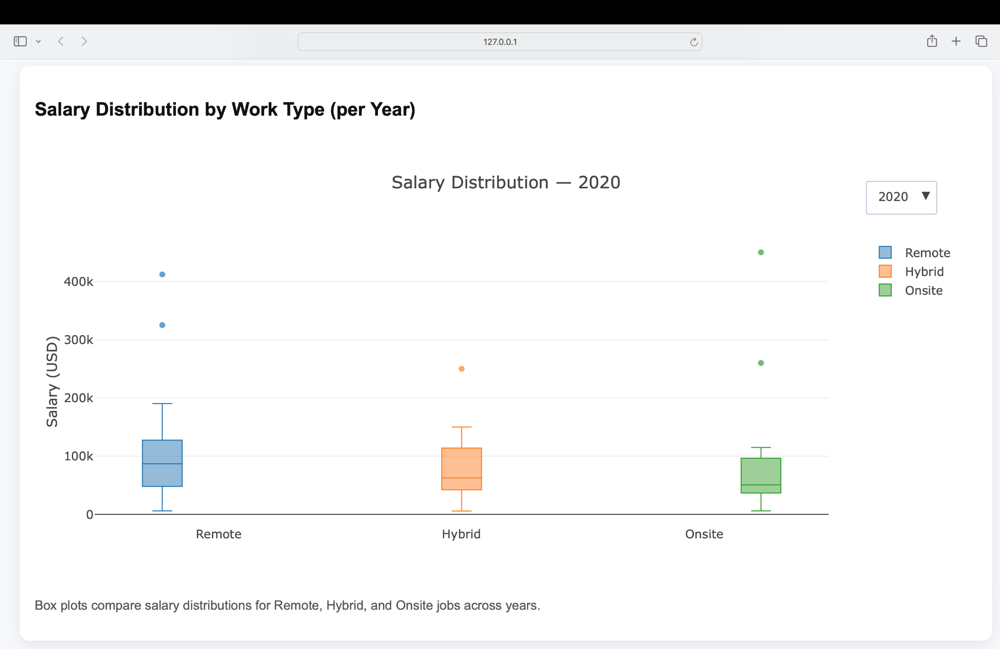 127.0.0.1
Salary Distribution by Work Type (per Year)
Salary Distribution — 2020
2020 ▼
Remote
Hybrid
Onsite
Salary (USD)
400k
300k
200k
100k
0
Remote Hybrid Onsite
Box plots compare salary distributions for Remote, Hybrid, and Onsite jobs across years.